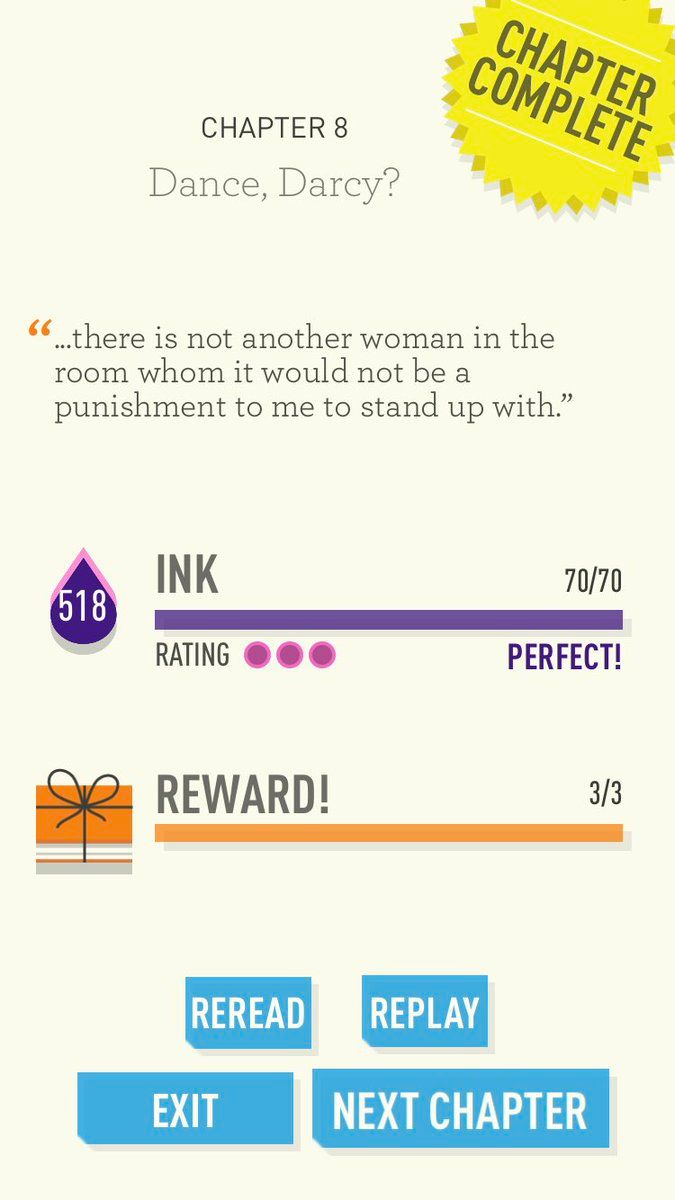 CHAPTER
COMPLETE
CHAPTER 8
Dance, Darcy?
“...there is not another woman in the
room whom it would not be a
punishment to me to stand up with.”
518
INK
70/70
RATING
PERFECT!
REWARD!
3/3
REREAD
REPLAY
EXIT
NEXT CHAPTER